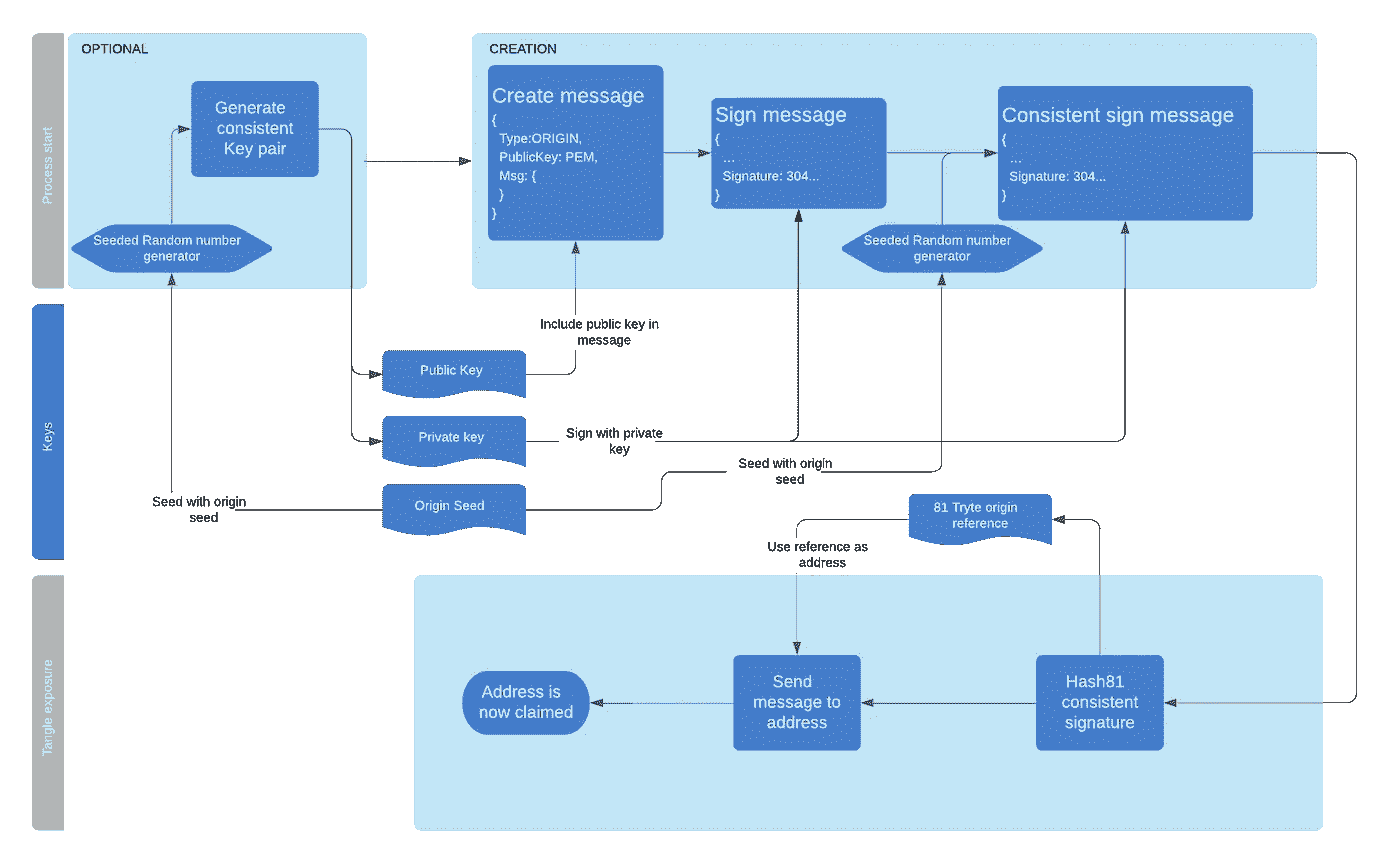 OPTIONAL
CREATION
Process start
Generate
consistent
Key pair
Seeded Random number
generator
Create message
{
Type:ORIGIN,
PublicKey: PEM,
Msg: {
}
}
Sign message
{
...
Signature: 304...
}
Consistent sign message
{
...
Signature: 304...
}
Seeded Random number
generator
Keys
Include public key in
message
Public Key
Private key
Sign with private
key
Origin Seed
Seed with origin
seed
Seed with origin
seed
81 Tryte origin
reference
Use reference as
address
Tangle exposure
Address is
now claimed
Send
message to
address
Hash81
consistent
signature